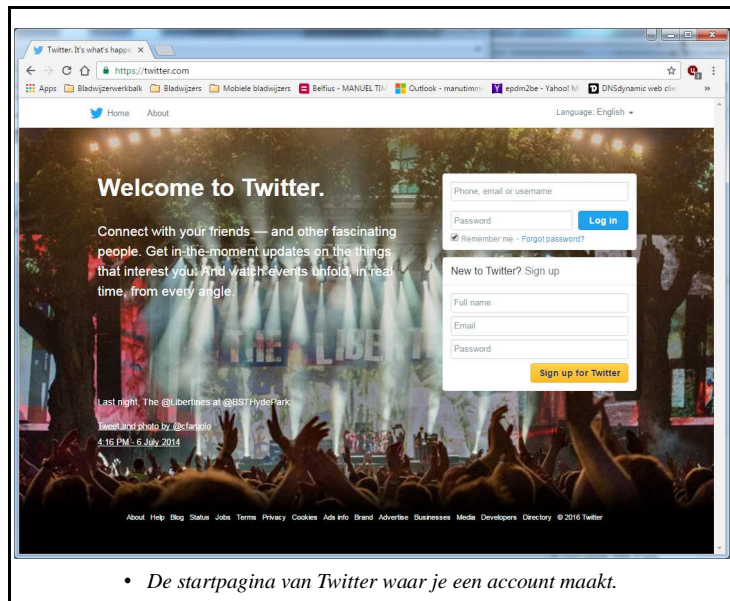 Twitter. It's what's happe
https://twitter.com
Apps Bladwijzerwerkbalk Bladwijzers Mobiele bladwijzers Belfius - MANUEL TIM Outlook - manutimme epdm2be - Yahoo! M DNSdynamic web clie »
Home About Language: English
Welcome to Twitter.
Connect with your friends — and other fascinating
people. Get in-the-moment updates on the things
that interest you. And watch events unfold, in real
time, from every angle.
Phone, email or username
Password Log in
Remember me · Forgot password?
New to Twitter? Sign up
Full name
Email
Password
Sign up for Twitter
THE LIBERT
Last night, The @Libertines at @BSTHydePark:
Tweet and photo by
4:16 PM - 6 July 2014
About Help Blog Status Jobs Terms Privacy Cookies Ads info Brand Advertise Businesses Media Developers Directory © 2016 Twitter
• De startpagina van Twitter waar je een account maakt.